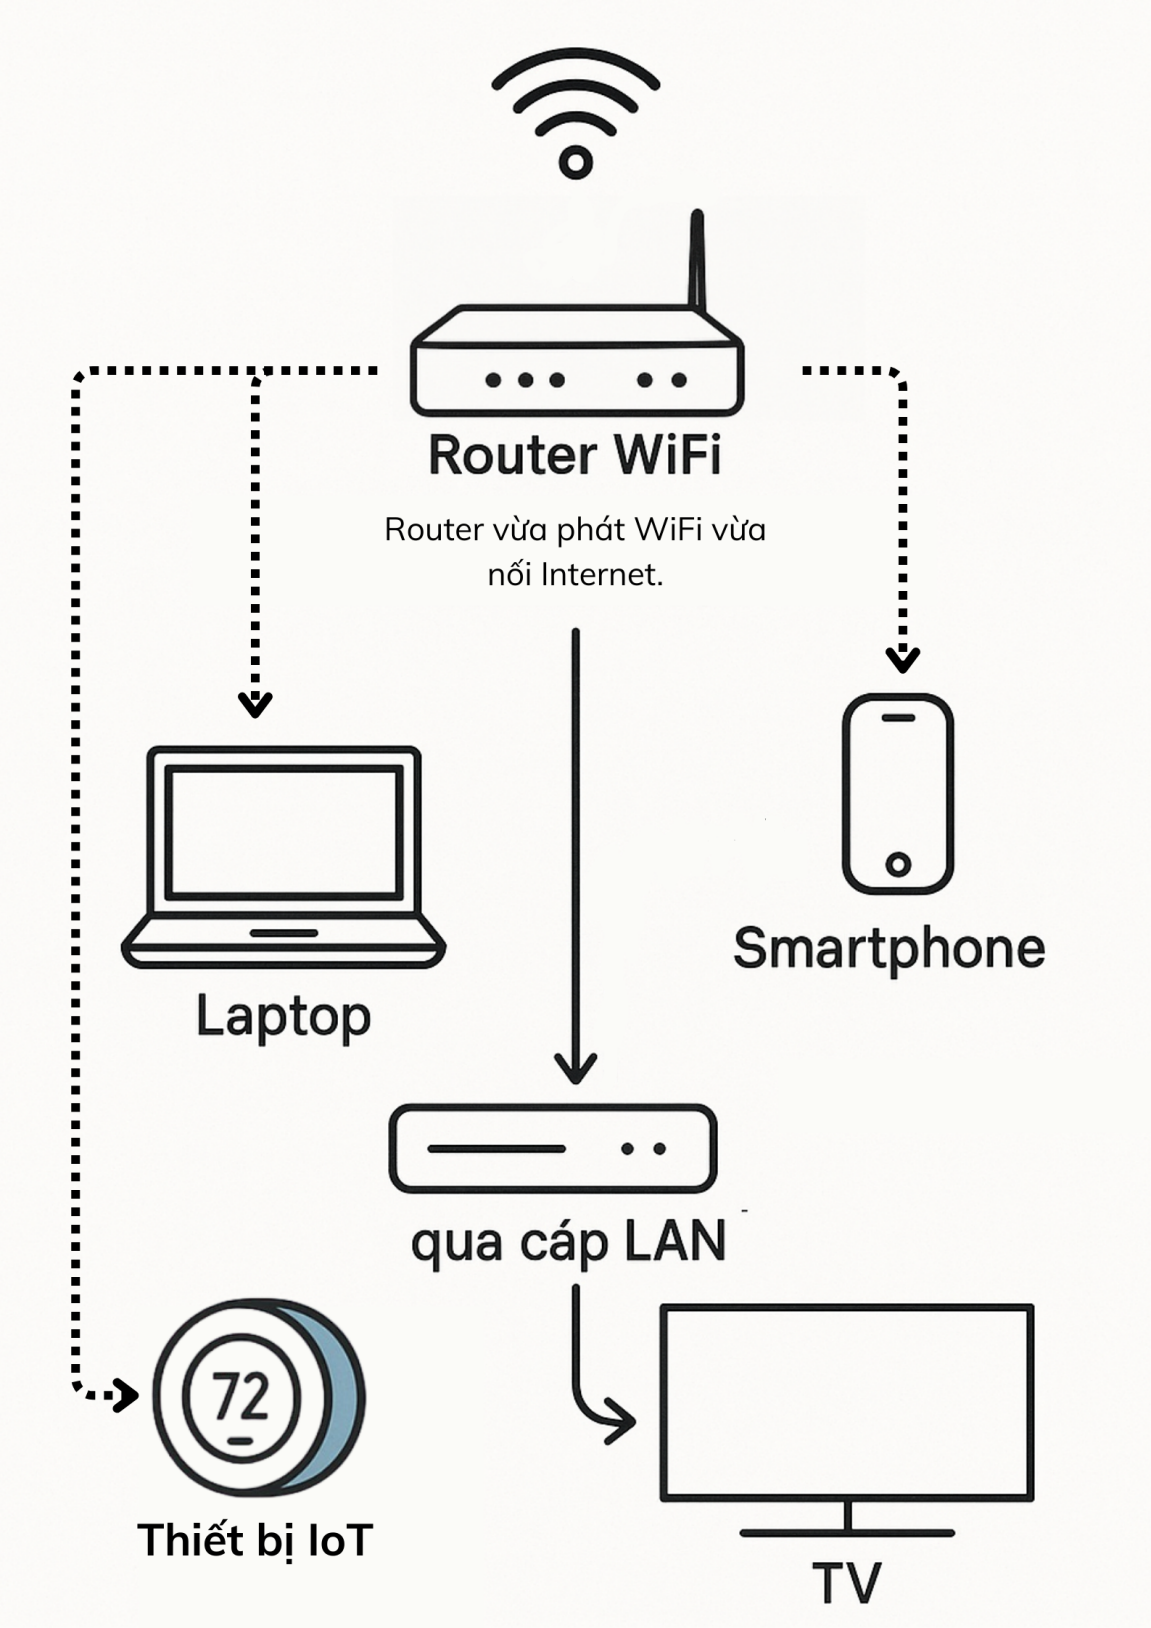 Router WiFi
Router vừa phát WiFi vừa
nối Internet.
Laptop
Smartphone
qua cáp LAN
72
Thiết bị IoT
TV